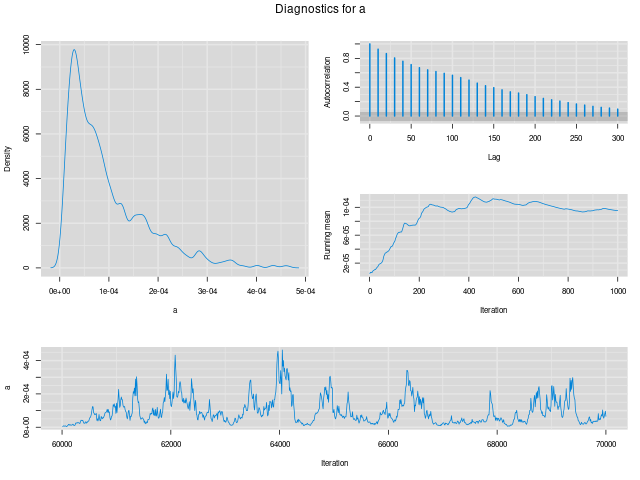 Diagnostics for a
Density
0 2000 4000 6000 8000 10000
0e+00 1e-04 2e-04 3e-04 4e-04 5e-04
a
Autocorrelation
0.0 0.4 0.8
0 50 100 150 200 250 300
Lag
Running mean
2e-05 6e-05 1e-04
0 200 400 600 800 1000
Iteration
a
0e+00 2e-04 4e-04
60000 62000 64000 66000 68000 70000
Iteration